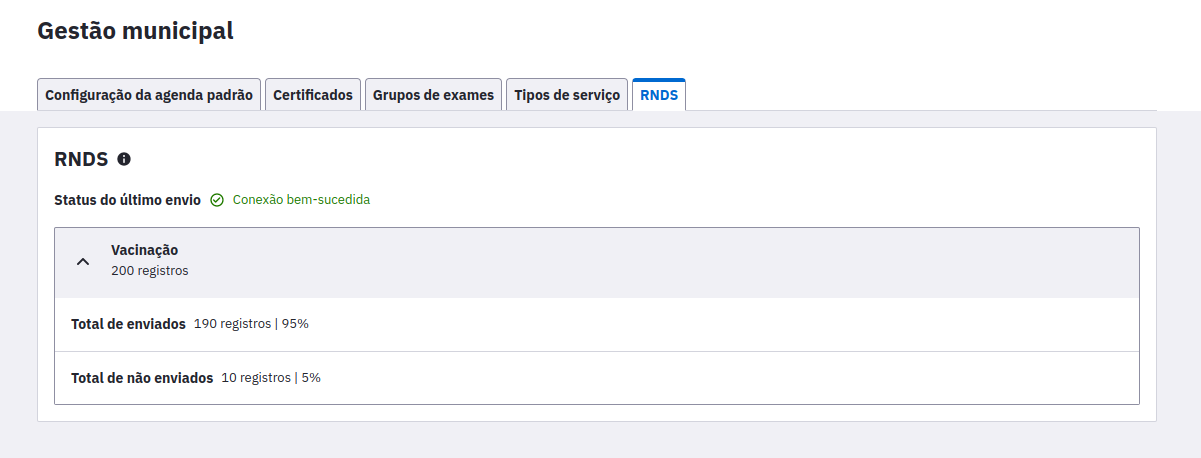 Gestão municipal
Configuração da agenda padrão Certificados Grupos de exames Tipos de serviço RNDS
RNDS
Status do último envio Conexão bem-sucedida
Vacinação
200 registros
Total de enviados 190 registros | 95%
Total de não enviados 10 registros | 5%